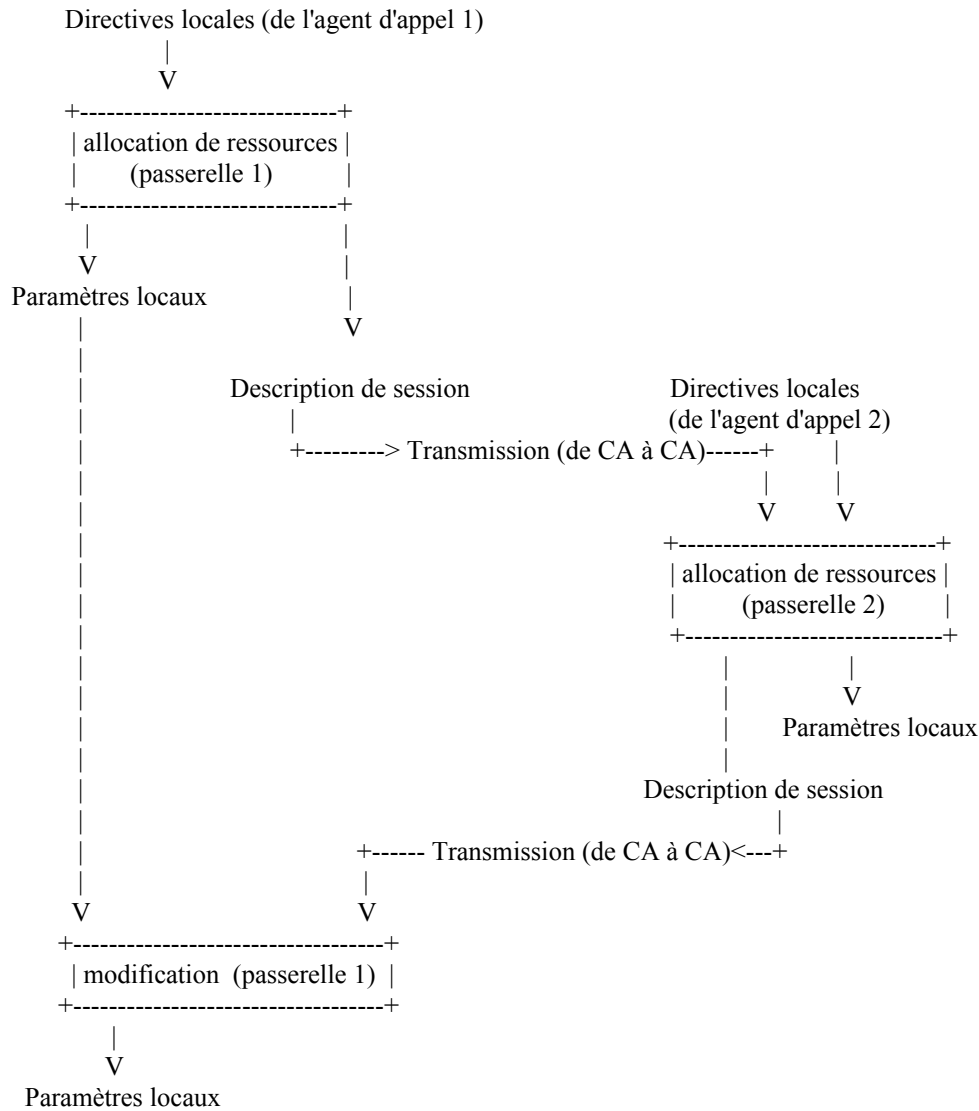 Directives locales (de l'agent d'appel 1)
|
V
+-----------------------------+
| allocation de ressources |
| (passerelle 1) |
+-----------------------------+
| |
V |
Paramètres locaux |
| V
|
| Description de session Directives locales
| | (de l'agent d'appel 2)
| +---------> Transmission (de CA à CA)------+ |
| | |
| V V
| +-----------------------------+
| | allocation de ressources |
| | (passerelle 2) |
| +-----------------------------+
| | |
| | V
| | Paramètres locaux
| |
| Description de session
| |
| +------ Transmission (de CA à CA)<---+
| |
V V
+-----------------------------------+
| modification (passerelle 1) |
+-----------------------------------+
|
V
Paramètres locaux